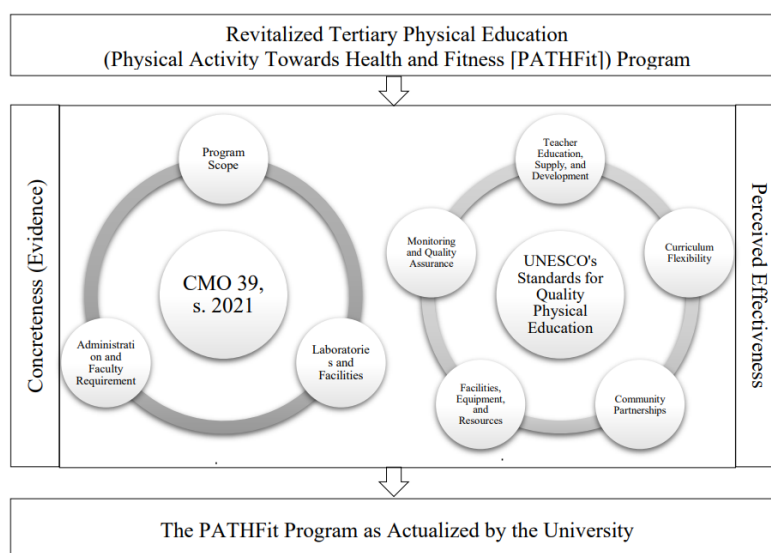 Revitalized Tertiary Physical Education
(Physical Activity Towards Health and Fitness [PATHFit]) Program
Concreteness (Evidence)
Program
Scope
CMO 39,
s. 2021
Administrati
on and
Faculty
Requirement
Laboratorie
s and
Facilities
Teacher
Education,
Supply, and
Development
Monitoring
and Quality
Assurance
UNESCO's
Standards for
Quality
Physical
Education
Curriculum
Flexibility
Facilities,
Equipment,
and
Resources
Community
Partnerships
Perceived Effectiveness
The PATHFit Program as Actualized by the University